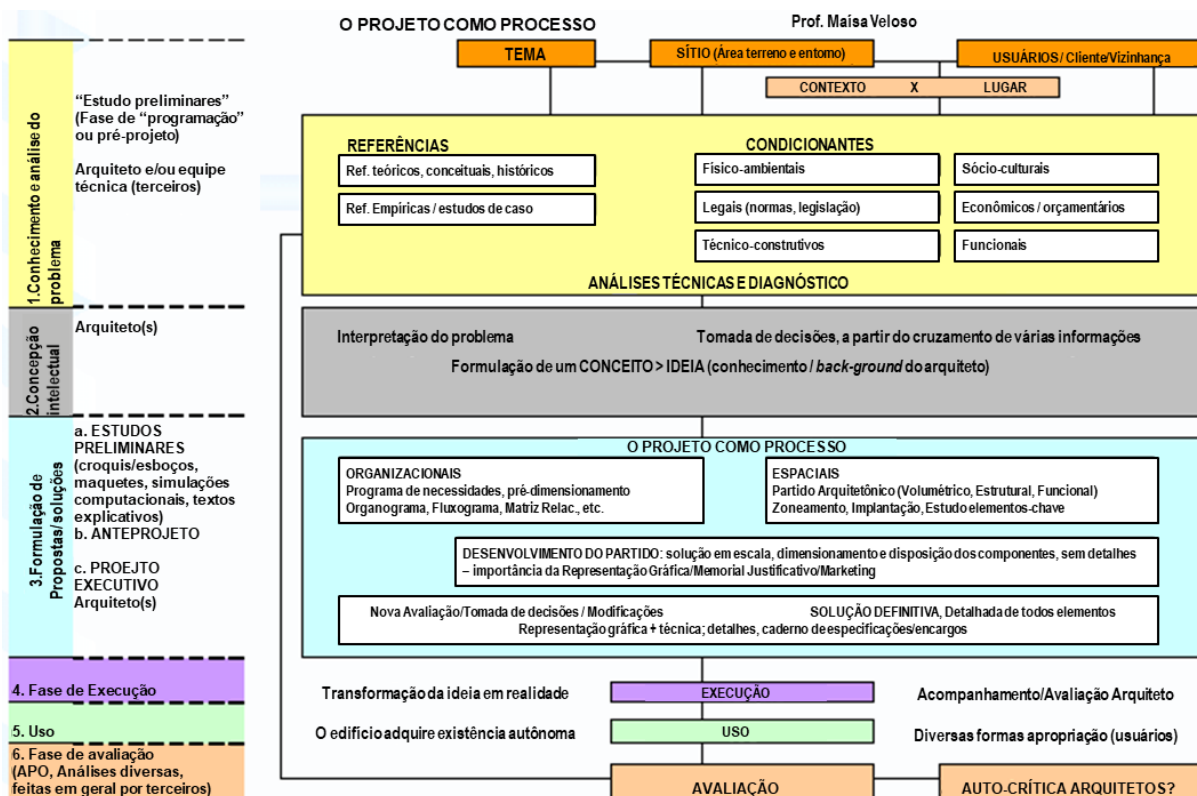 O PROJETO COMO PROCESSO
Prof. Maísa Veloso
TEMA
SÍTIO (Área terreno e entorno)
USUÁRIOS/ Cliente/Vizinhança
CONTEXTO X LUGAR
1.Conhecimento e análise do
problema
“Estudo preliminares”
(Fase de “programação”
ou pré-projeto)
Arquiteto e/ou equipe
técnica (terceiros)
REFERÊNCIAS
Ref. teóricos, conceituais, históricos
Ref. Empíricas / estudos de caso
CONDICIONANTES
Físico-ambientais
Sócio-culturais
Legais (normas, legislação)
Econômicos / orçamentários
Técnico-construtivos
Funcionais
ANÁLISES TÉCNICAS E DIAGNÓSTICO
2.Concepção
intelectual
Arquiteto(s)
Interpretação do problema
Tomada de decisões, a partir do cruzamento de várias informações
Formulação de um CONCEITO > IDEIA (conhecimento / back-ground do arquiteto)
3.Formulação de
Propostas/ soluções
a. ESTUDOS
PRELIMINARES
(croquis/esboços,
maquetes, simulações
computacionais, textos
explicativos)
b. ANTEPROJETO
c. PROEJTO
EXECUTIVO
Arquiteto(s)
O PROJETO COMO PROCESSO
ORGANIZACIONAIS
Programa de necessidades, pré-dimensionamento
Organograma, Fluxograma, Matriz Relac., etc.
ESPACIAIS
Partido Arquitetônico (Volumétrico, Estrutural, Funcional)
Zoneamento, Implantação, Estudo elementos-chave
DESENVOLVIMENTO DO PARTIDO: solução em escala, dimensionamento e disposição dos componentes, sem detalhes
– importância da Representação Gráfica/Memorial Justificativo/Marketing
Nova Avaliação/Tomada de decisões / Modificações
SOLUÇÃO DEFINITIVA, Detalhada de todos elementos
Representação gráfica + técnica; detalhes, caderno de especificações/encargos
4. Fase de Execução
Transformação da ideia em realidade
EXECUÇÃO
Acompanhamento/Avaliação Arquiteto
5. Uso
O edifício adquire existência autônoma
USO
Diversas formas apropriação (usuários)
6. Fase de avaliação
(APO, Análises diversas,
feitas em geral por terceiros)
AVALIAÇÃO
AUTO-CRÍTICA ARQUITETOS?